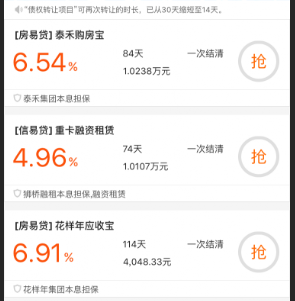 "债权转让项目"可再次转让的时长，已从30天缩短至14天。
[房易贷] 泰禾购房宝
6.54% 84天 一次结清 抢
1.0238万元
泰禾集团本息担保
[信易贷] 重卡融资租赁
4.96% 74天 一次结清 抢
1.0107万元
狮桥融租本息担保,融资租赁
[房易贷] 花样年应收宝
6.91% 114天 一次结清 抢
4,048.33元
花样年集团本息担保